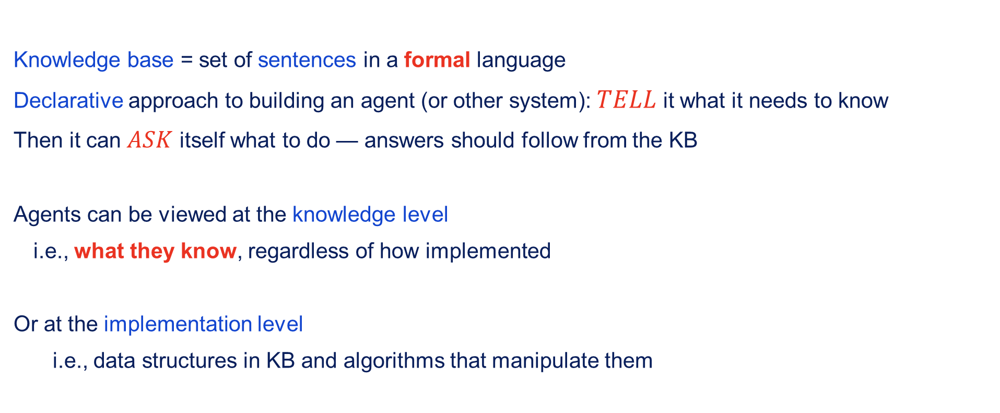 Knowledge base = set of sentences in a formal language
Declarative approach to building an agent (or other system): TELL it what it needs to know
Then it can ASK itself what to do — answers should follow from the KB
Agents can be viewed at the knowledge level
i.e., what they know, regardless of how implemented
Or at the implementation level
i.e., data structures in KB and algorithms that manipulate them